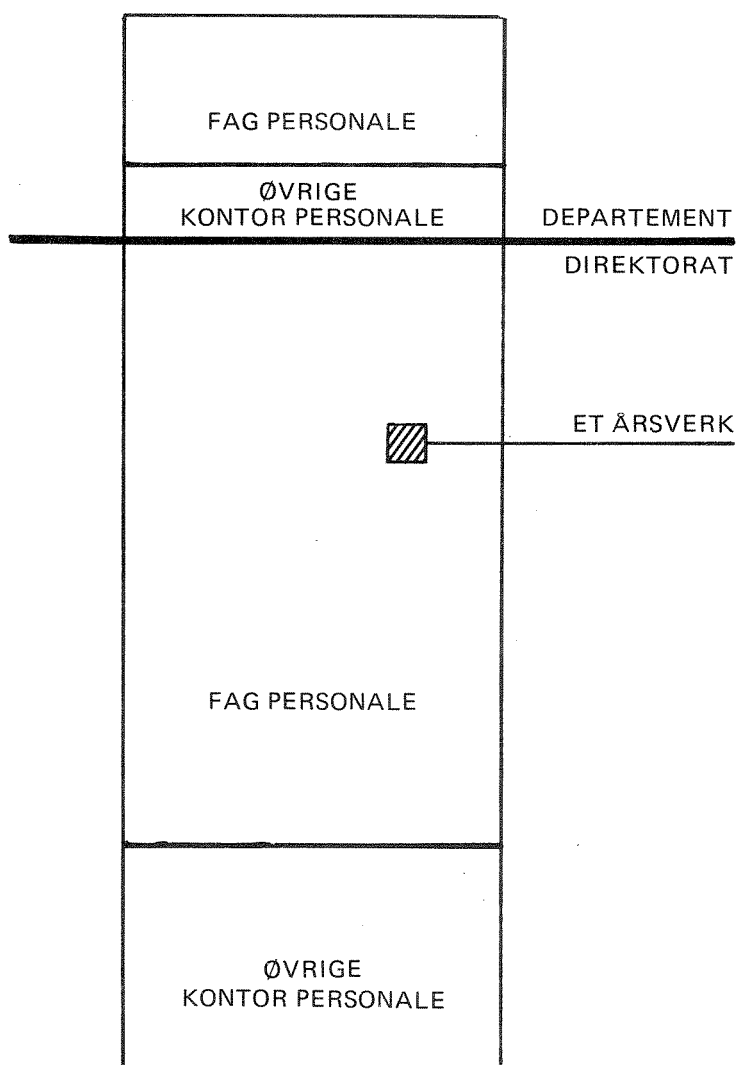 FAG PERSONALE
ØVRIGE
KONTOR PERSONALE
DEPARTEMENT
DIREKTORAT
ET ÅRSVERK
FAG PERSONALE
ØVRIGE
KONTOR PERSONALE